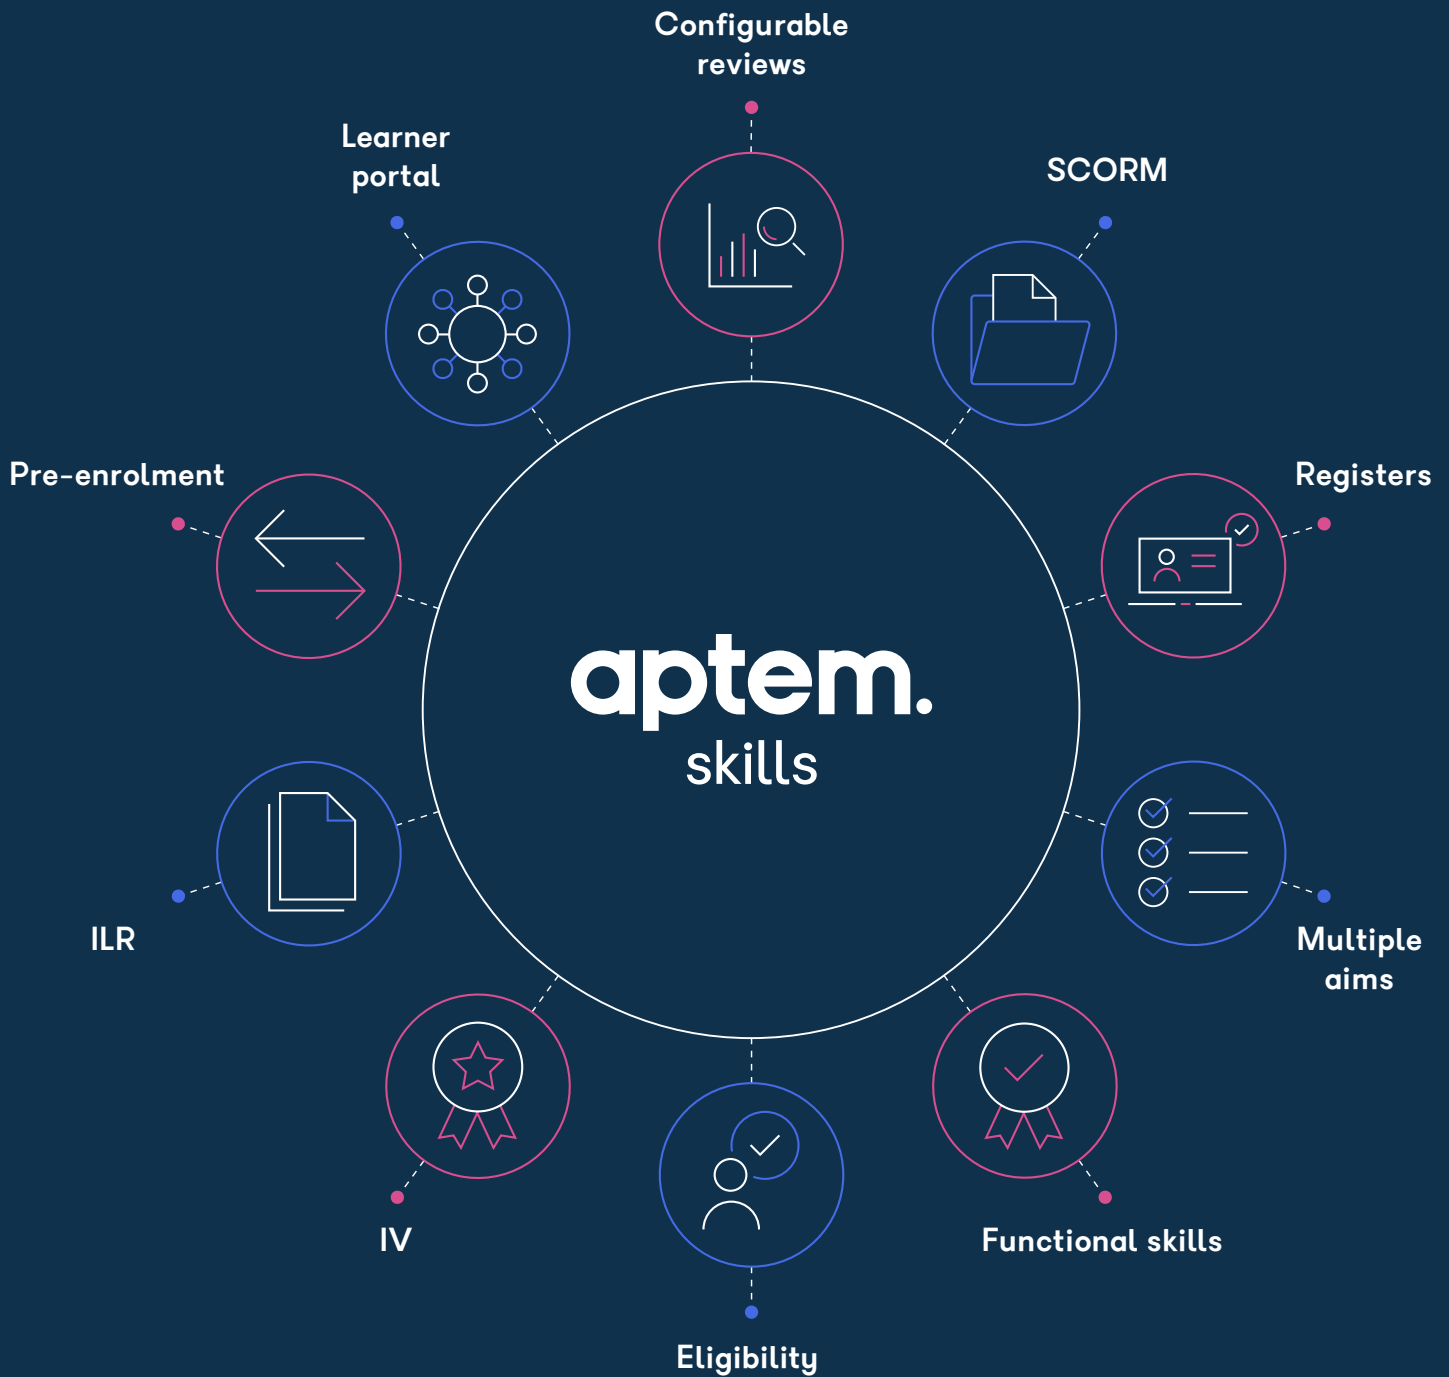 Configurable
reviews
Learner
portal
SCORM
Pre-enrolment
Registers
aptem.
skills
ILR
Multiple
aims
IV
Functional skills
Eligibility